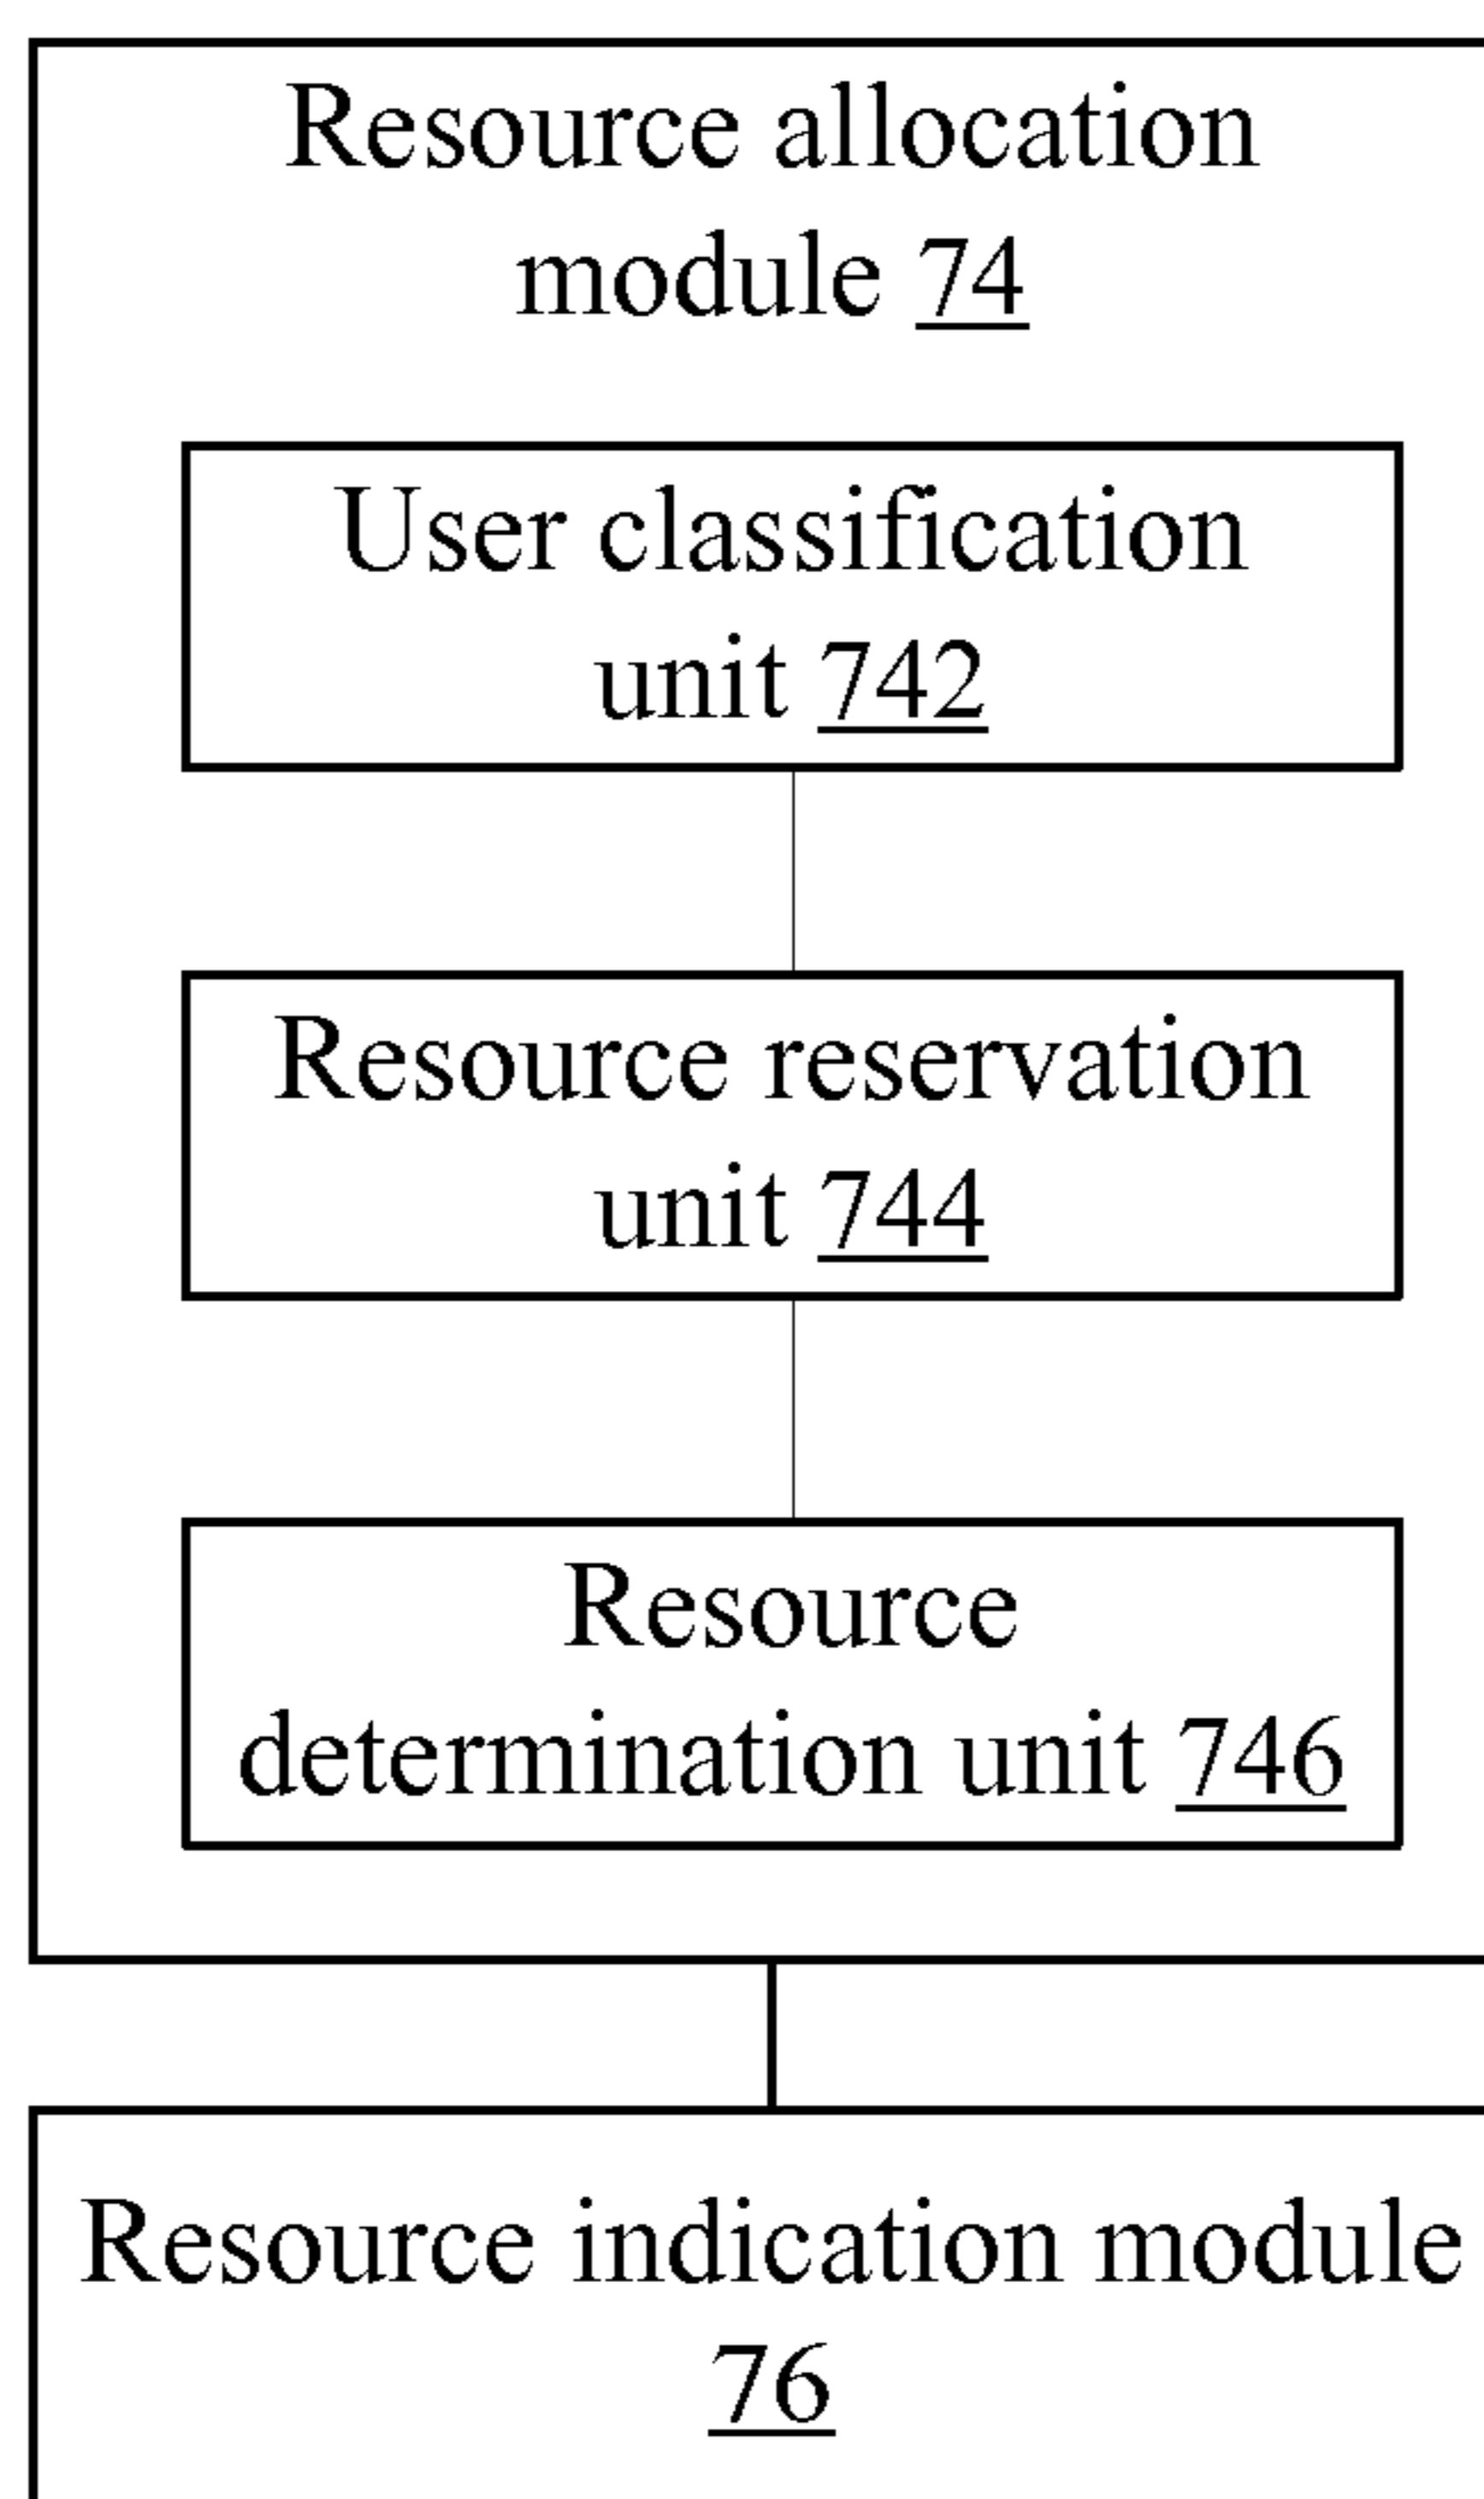 Resource allocation
module 74
User classification
unit 742
Resource reservation
unit 744
Resource
determination unit 746
Resource indication module
76